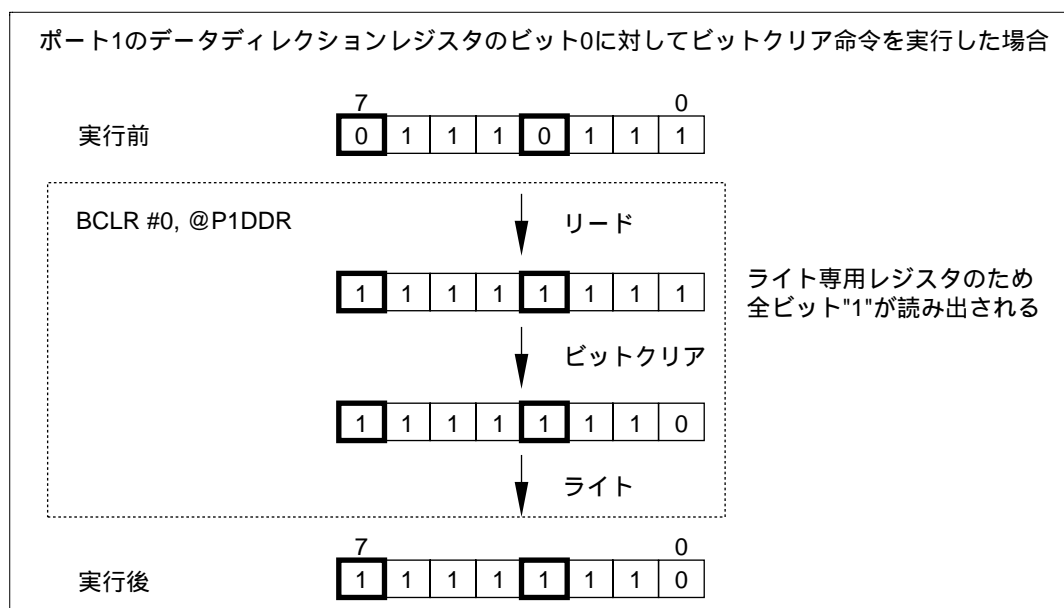 ポート1のデータディレクションレジスタのビット0に対してビットクリア命令を実行した場合
7 0
実行前 0 1 1 1 0 1 1 1
BCLR #0, @P1DDR リード
1 1 1 1 1 1 1 1
ライト専用レジスタのため
全ビット"1"が読み出される
ビットクリア
1 1 1 1 1 1 1 0
ライト
7 0
実行後 1 1 1 1 1 1 1 0